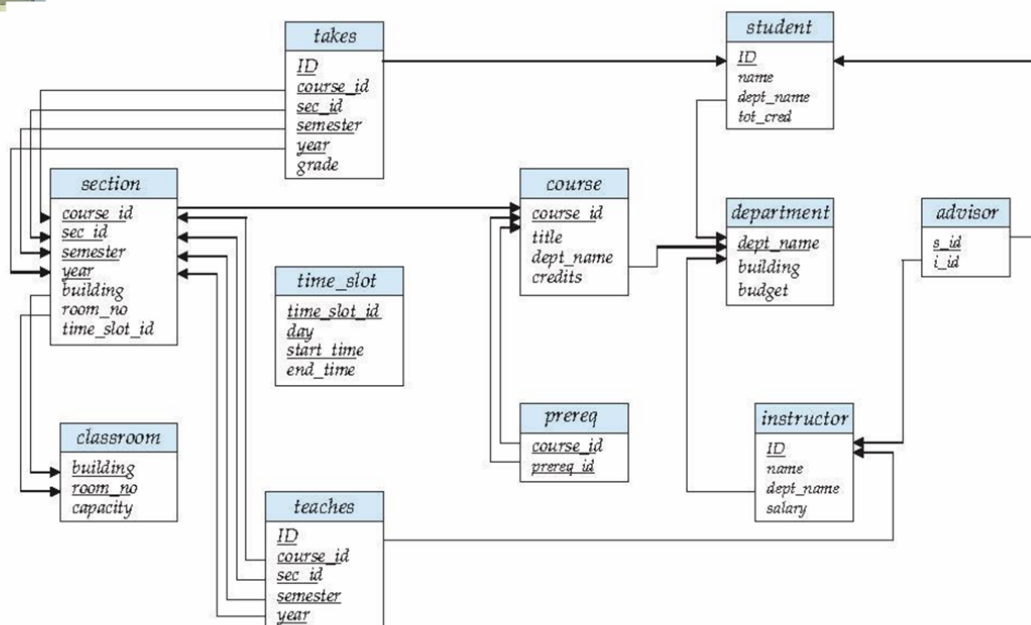 takes
ID
course_id
sec_id
semester
year
grade
student
ID
name
dept_name
tot_cred
section
course_id
sec_id
semester
year
building
room_no
time_slot_id
course
course_id
title
dept_name
credits
department
dept_name
building
budget
advisor
s_id
i_id
time_slot
time_slot_id
day
start_time
end_time
prereq
course_id
prereq_id
instructor
ID
name
dept_name
salary
classroom
building
room_no
capacity
teaches
ID
course_id
sec_id
semester
year